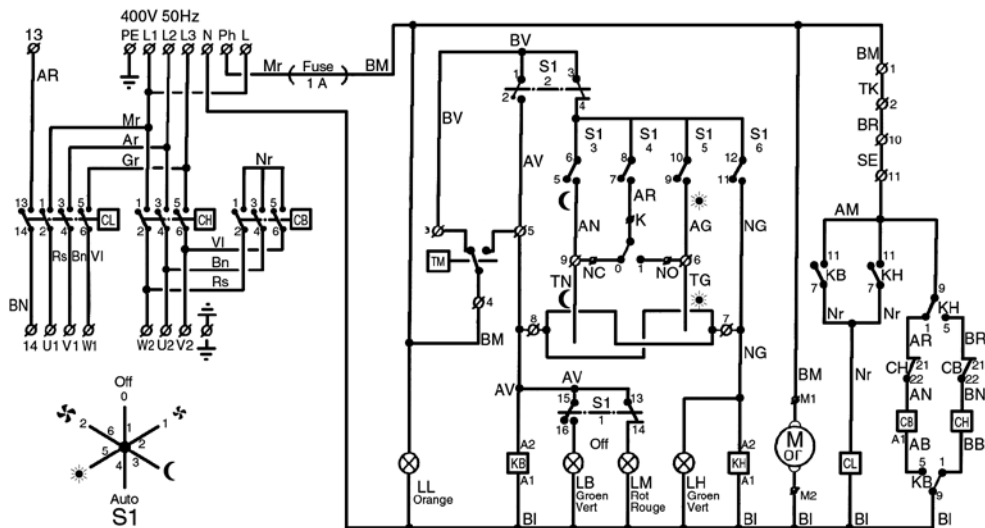 400V 50Hz
13
PE L1 L2 L3 N Ph L
Mr
Fuse
1 A
BM
BV
AR
1
S1
3
2
2
4
BM
1
TK
2
BR
10
SE
11
BV
Mr
Ar
Gr
Nr
AV
S1
3
S1
4
S1
5
S1
6
6
5
8
7
10
9
12
11
AR
K
AN
AG
NG
13 1 3 5
14 2 4 6
CL
1 3 5
2 4 6
CH
1 3 5
2 4 6
CB
Rs Bn Vl
Vl
Bn
Rs
BN
3
5
TM
4
9
NC
0
1
NO
6
TN
TG
AM
11
KB
7
11
KH
7
Nr
Nr
9
KH
1
5
14 U1 V1 W1
W2 U2 V2
BM
8
7
NG
AV
AV
15
S1
13
16
1
14
Off
BM
M1
Nr
AR
BR
CH
21
22
CB
21
22
AN
BN
Off
0
1
2
3
4
5
6
1
2
Auto
S1
LL
Orange
A2
KB
A1
LB
Groen
Vert
LM
Rot
Rouge
LH
Groen
Vert
A2
KH
A1
M
or
M2
CL
CB
A1
CH
AB
BB
5
1
KB
9
Bl
Bl
Bl
Bl
Bl